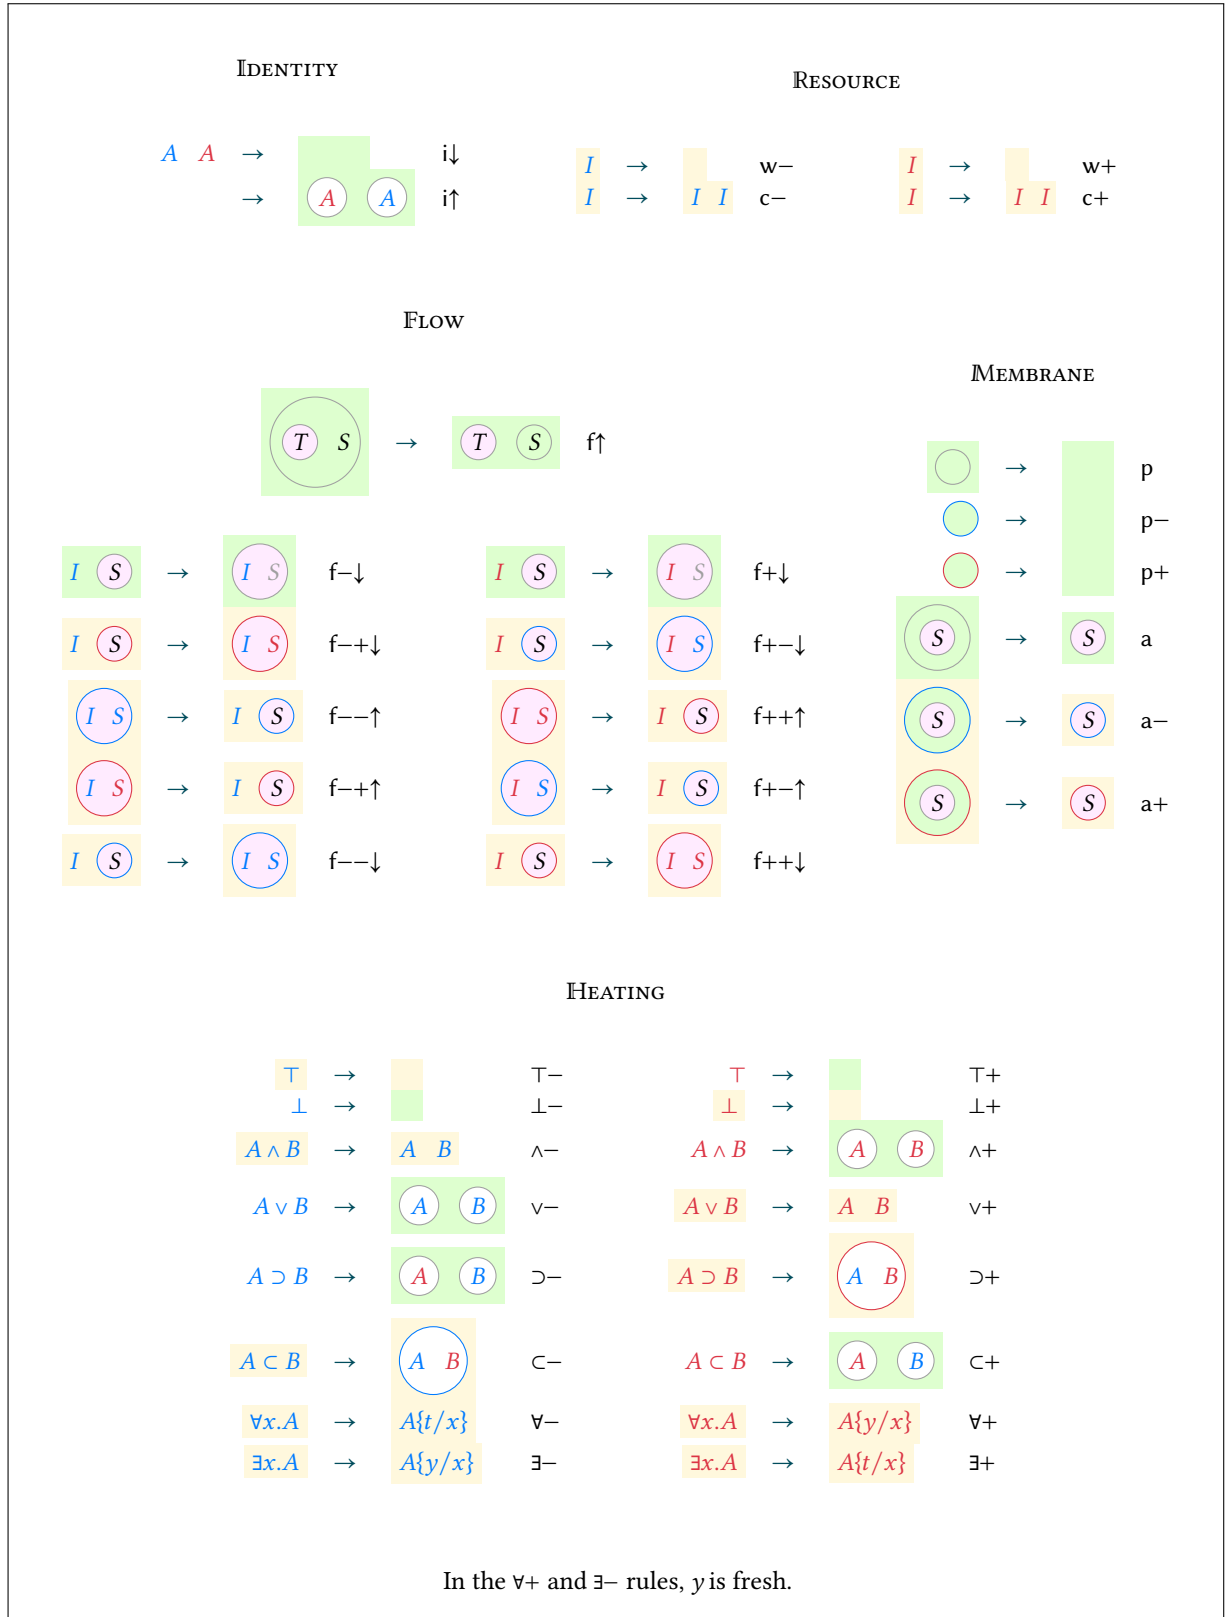 IDENTITY
A A → i↓
→ A A i↑
RESOURCE
I → w−
I → I I c−
I → w+
I → I I c+
FLOW
T S → T S f↑
I S → I S f−↓
I S → I S f−+↓
I S → I S f−−↑
I S → I S f−+↑
I S → I S f−−↓
I S → I S f+↓
I S → I S f+−↓
I S → I S f++↑
I S → I S f+−↑
I S → I S f++↓
MEMBRANE
→ p
→ p−
→ p+
S → S a
S → S a−
S → S a+
HEATING
⊤ → ⊤−
⊥ → ⊥−
A ∧ B → A B ∧−
A ∨ B → A B ∨−
A ⊃ B → A B ⊃−
A ⊂ B → A B ⊂−
∀x.A → A{t/x} ∀−
∃x.A → A{y/x} ∃−
⊤ → ⊤+
⊥ → ⊥+
A ∧ B → A B ∧+
A ∨ B → A B ∨+
A ⊃ B → A B ⊃+
A ⊂ B → A B ⊂+
∀x.A → A{y/x} ∀+
∃x.A → A{t/x} ∃+
In the ∀+ and ∃− rules, y is fresh.